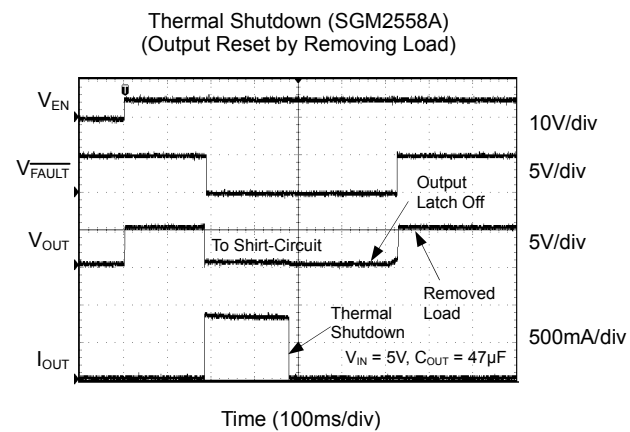 Thermal Shutdown (SGM2558A)
(Output Reset by Removing Load)
T
VEN
10V/div
VFAULT
5V/div
Output
Latch Off
VOUT
To Shirt-Circuit
5V/div
Removed
Load
Thermal
Shutdown
500mA/div
VIN = 5V, COUT = 47μF
IOUT
Time (100ms/div)